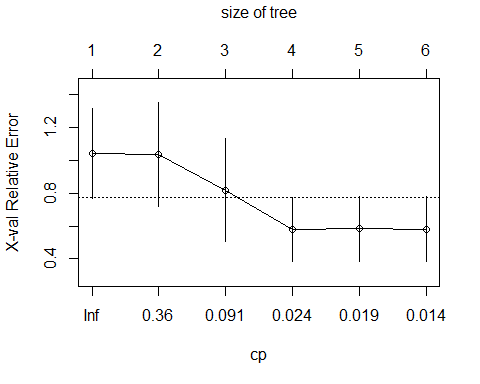 size of tree
1 2 3 4 5 6
X-val Relative Error
1.2
0.8
0.4
Inf 0.36 0.091 0.024 0.019 0.014
cp